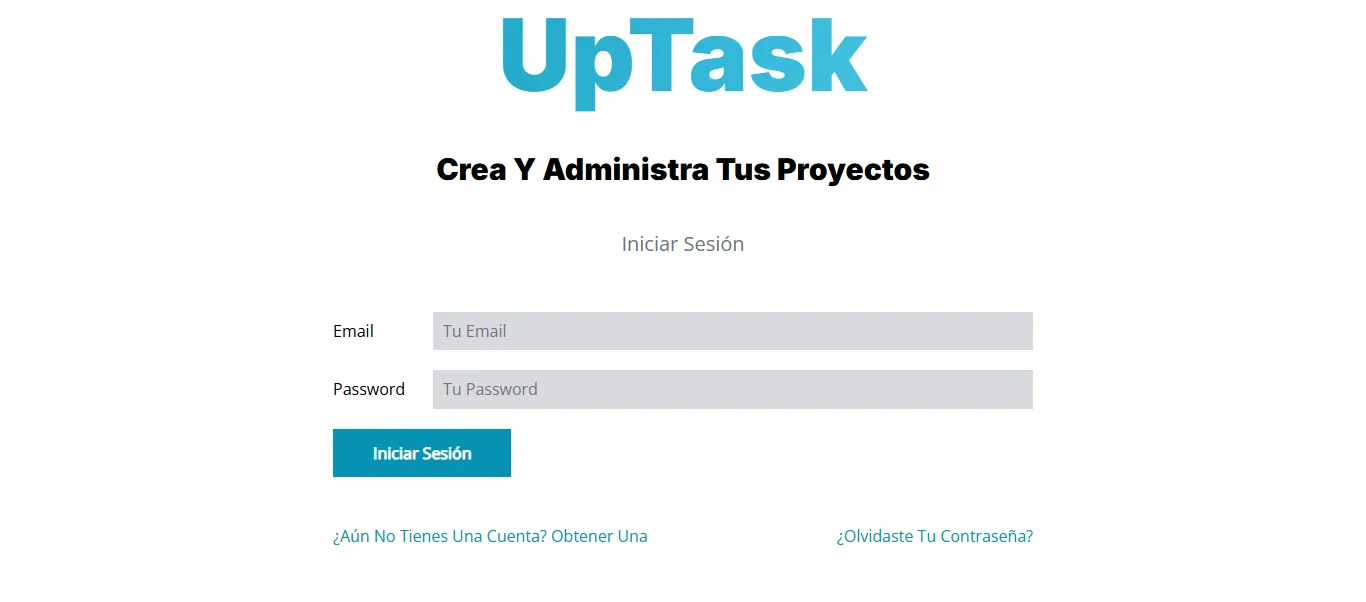 UpTask
Crea Y Administra Tus Proyectos
Iniciar Sesión
Email Tu Email
Password Tu Password
Iniciar Sesión
¿Aún No Tienes Una Cuenta? Obtener Una ¿Olvidaste Tu Contraseña?